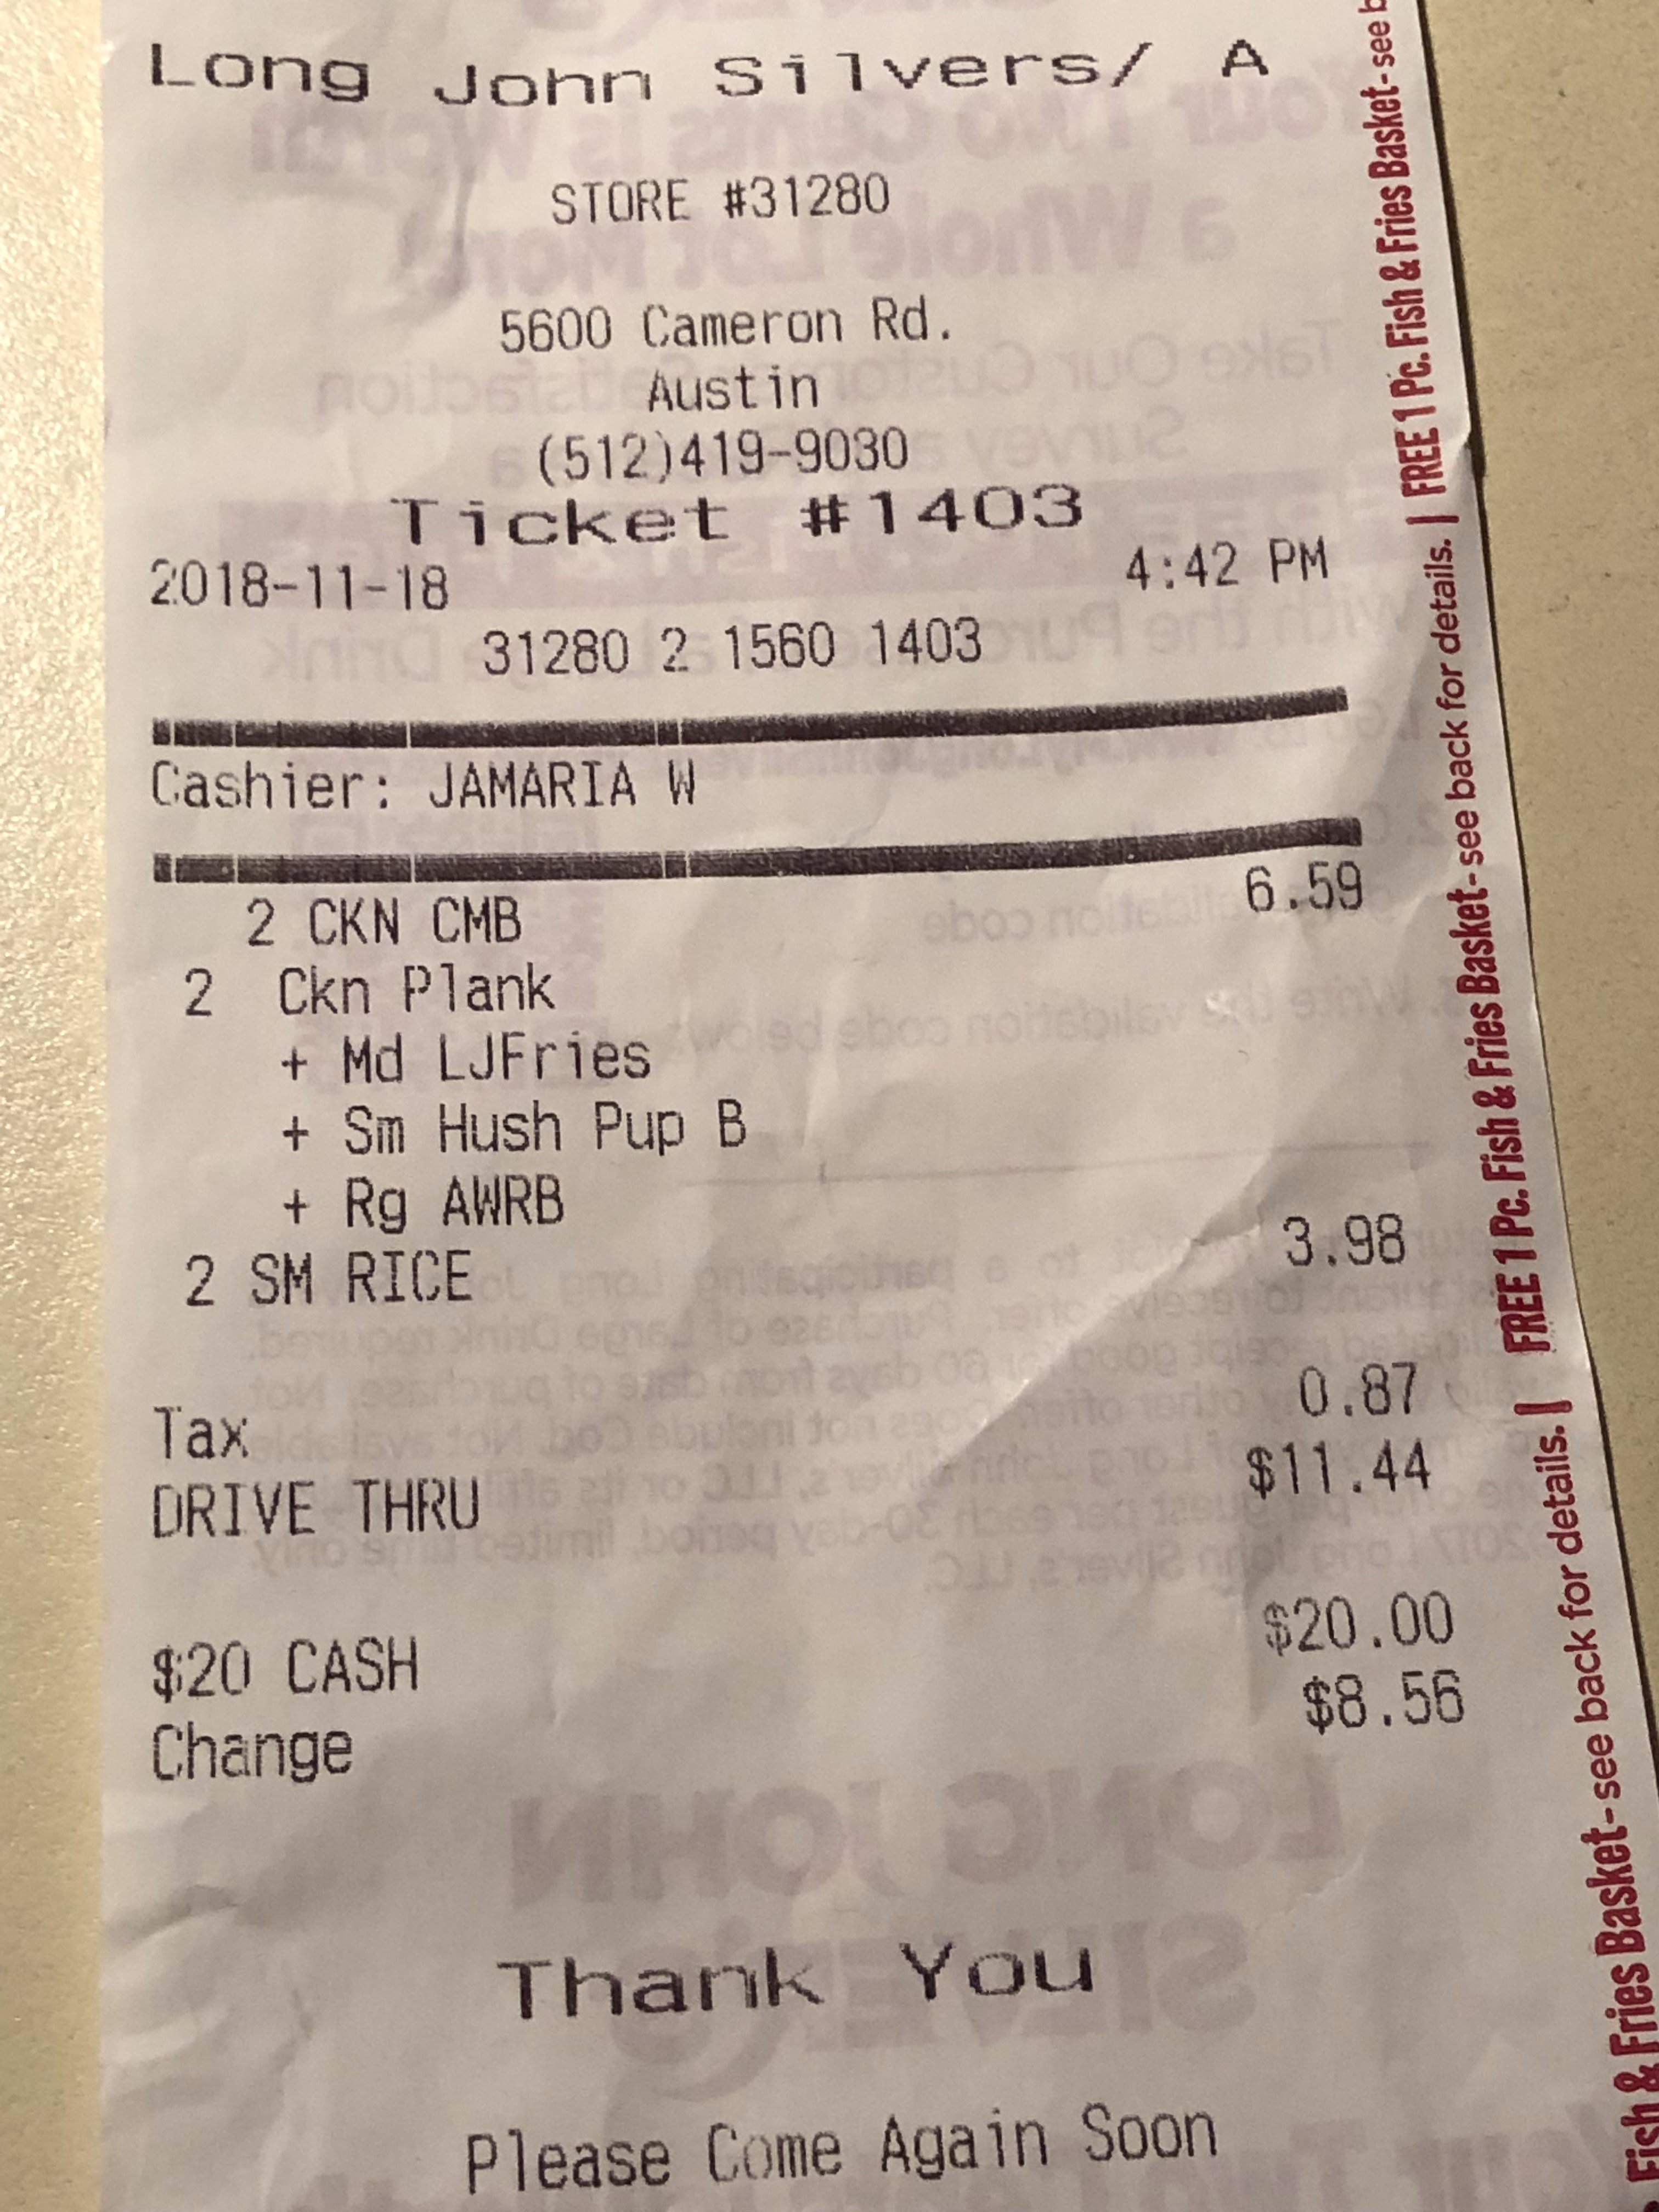 Long John Silvers/ A
STORE #31280
5600 Cameron Rd.
Austin
(512)419-9030
Ticket #1403
2018-11-18 4:42 PM
31280 2 1560 1403
Cashier: JAMARIA W
2 CKN CMB 6.59
2 Ckn Plank
+ Md LJFries
+ Sm Hush Pup B
+ Rg AWRB
2 SM RICE 3.98
Tax 0.87
DRIVE THRU $11.44
$20 CASH $20.00
Change $8.56
Thank You
Please Come Again Soon
FREE 1 Pc. Fish & Fries Basket - see back for details. | FREE 1 Pc. Fish & Fries Basket - see back for details. | FREE 1 Pc. Fish & Fries Basket - see b